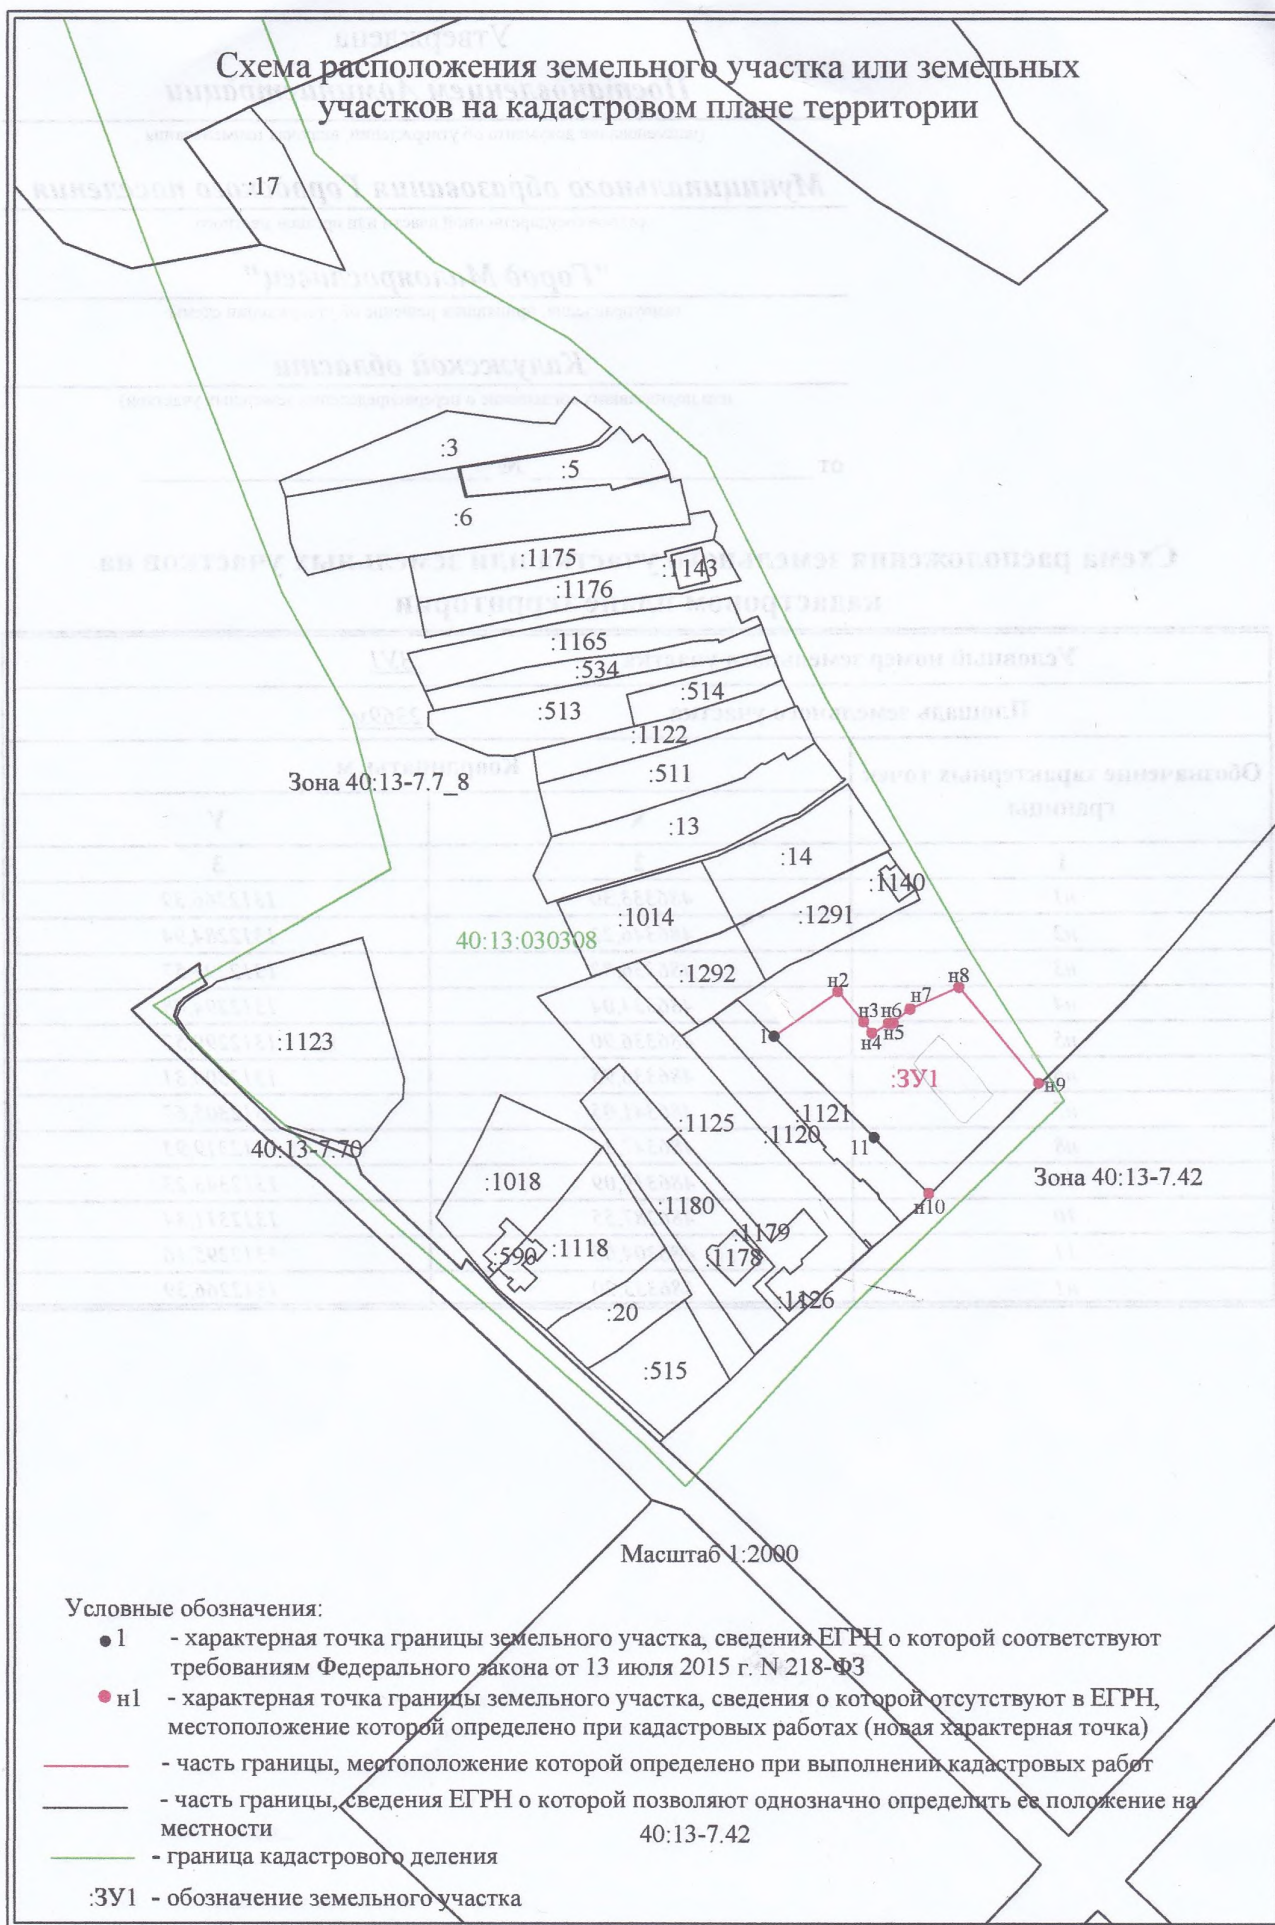 Схема расположения земельного участка или земельных
участков на кадастровом плане территории
:17
:3
:5
:6
:1175
:1143
:1176
:1165
:534
:514
:513
:1122
:511
Зона 40:13-7.7_8
:13
:14
:1140
:1014
:1291
40:13:030308
:1292
н2
н8
н7
н3
н6
1
н4
н5
:1123
:ЗУ1
н9
:1121
:1125
:1120
11
40:13-7.70
:1018
Зона 40:13-7.42
н10
:1180
:1179
:590
:1118
:1178
:1126
:20
:515
Масштаб 1:2000
Условные обозначения:
1 - характерная точка границы земельного участка, сведения ЕГРН о которой соответствуют
требованиям Федерального закона от 13 июля 2015 г. N 218-ФЗ
н1 - характерная точка границы земельного участка, сведения о которой отсутствуют в ЕГРН,
местоположение которой определено при кадастровых работах (новая характерная точка)
- часть границы, местоположение которой определено при выполнении кадастровых работ
- часть границы, сведения ЕГРН о которой позволяют однозначно определить ее положение на
местности
40:13-7.42
- граница кадастрового деления
:ЗУ1 - обозначение земельного участка